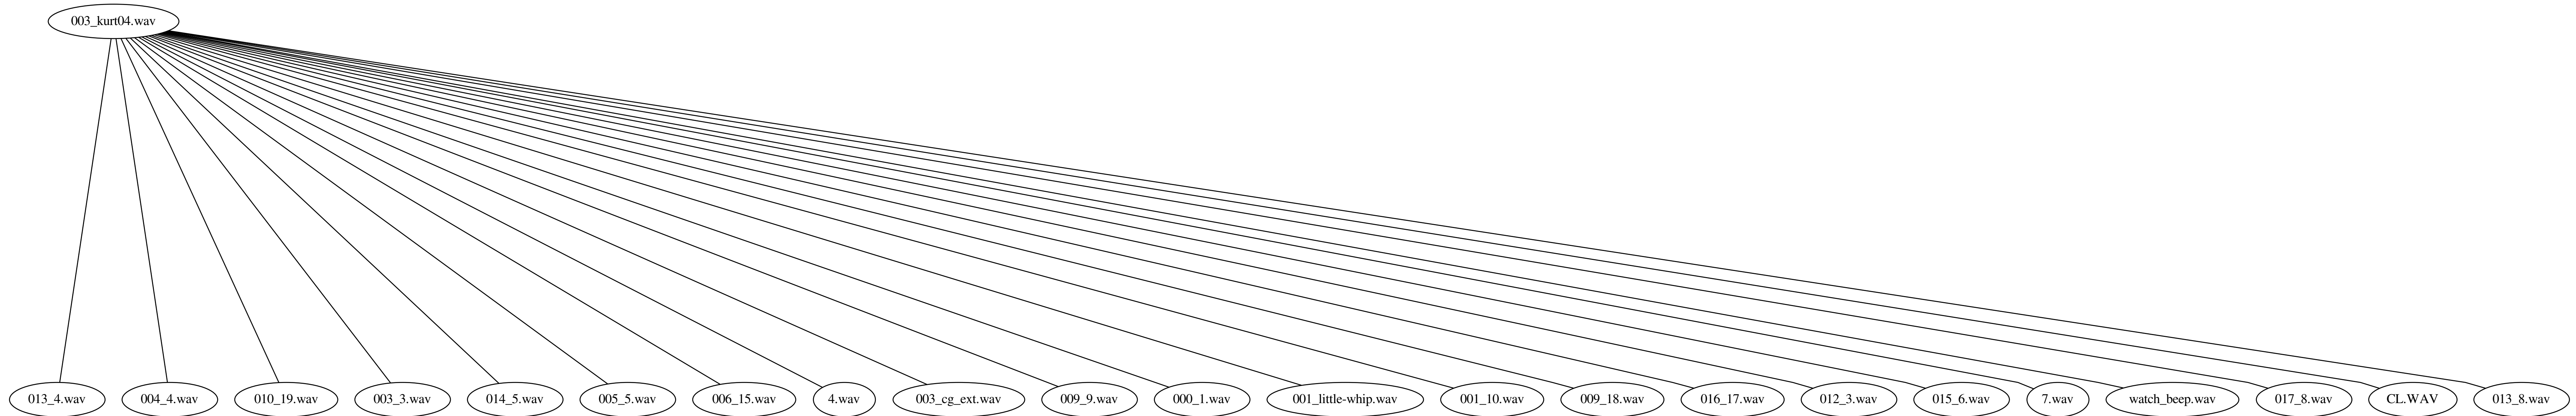 003_kurt04.wav
013_4.wav
004_4.wav
010_19.wav
003_3.wav
014_5.wav
005_5.wav
006_15.wav
4.wav
003_cg_ext.wav
009_9.wav
000_1.wav
001_little-whip.wav
001_10.wav
009_18.wav
016_17.wav
012_3.wav
015_6.wav
7.wav
watch_beep.wav
017_8.wav
CL.WAV
013_8.wav